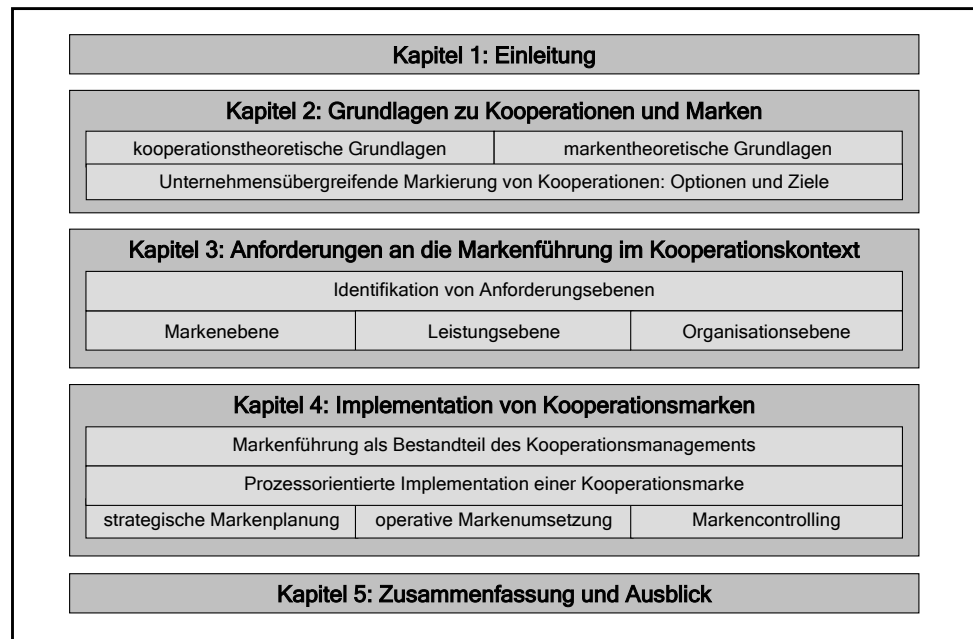 Kapitel 1: Einleitung
Kapitel 2: Grundlagen zu Kooperationen und Marken
kooperationstheoretische Grundlagen
markentheoretische Grundlagen
Unternehmensübergreifende Markierung von Kooperationen: Optionen und Ziele
Kapitel 3: Anforderungen an die Markenführung im Kooperationskontext
Identifikation von Anforderungsebenen
Markenebene
Leistungsebene
Organisationsebene
Kapitel 4: Implementation von Kooperationsmarken
Markenführung als Bestandteil des Kooperationsmanagements
Prozessorientierte Implementation einer Kooperationsmarke
strategische Markenplanung
operative Markenumsetzung
Markencontrolling
Kapitel 5: Zusammenfassung und Ausblick